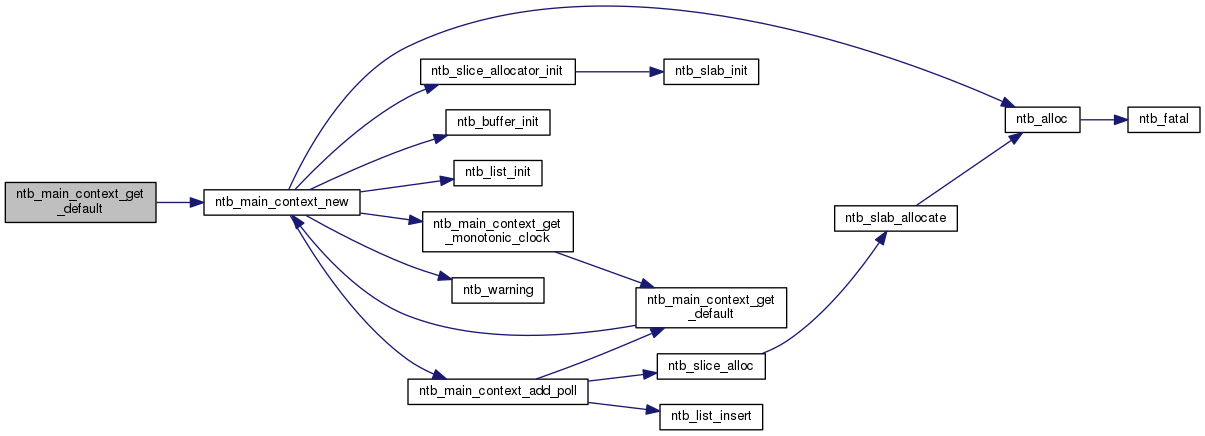 ntb_main_context_get
_default
ntb_main_context_new
ntb_slice_allocator_init
ntb_slab_init
ntb_buffer_init
ntb_list_init
ntb_main_context_get
_monotonic_clock
ntb_warning
ntb_main_context_get
_default
ntb_main_context_add_poll
ntb_slice_alloc
ntb_list_insert
ntb_slab_allocate
ntb_alloc
ntb_fatal